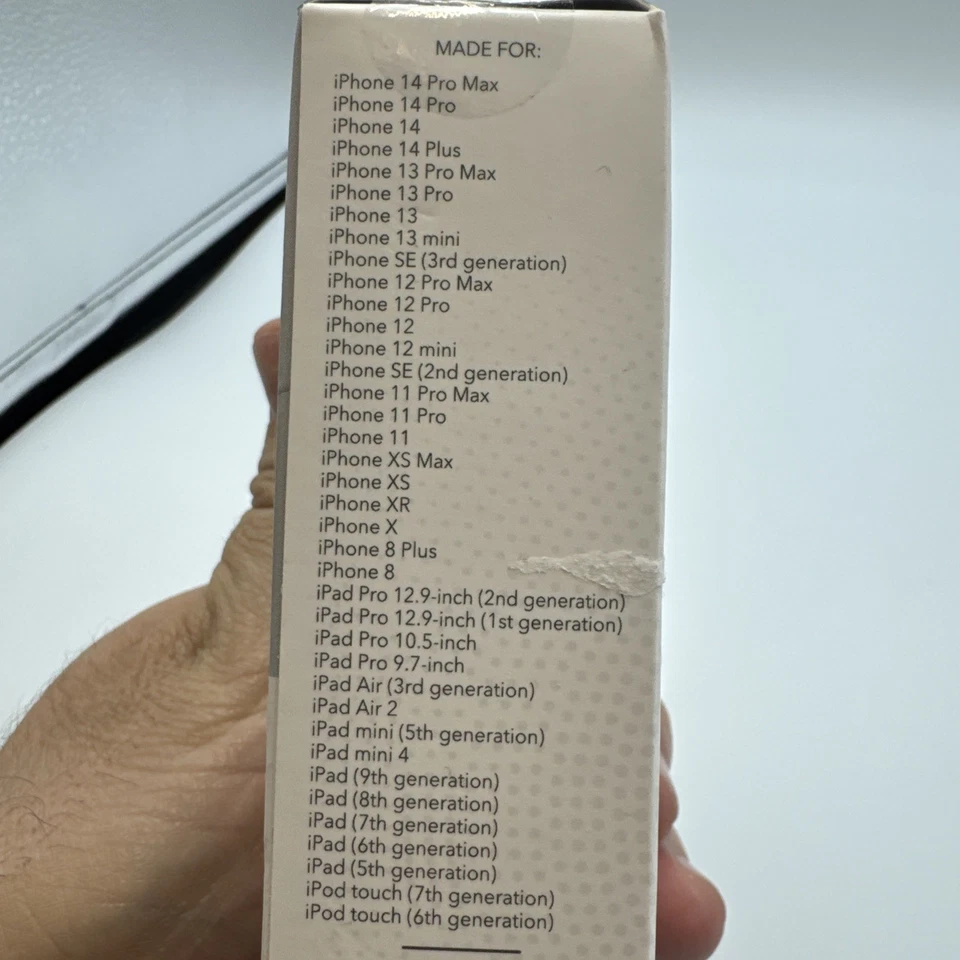 MADE FOR:
iPhone 14 Pro Max
iPhone 14 Pro
iPhone 14
iPhone 14 Plus
iPhone 13 Pro Max
iPhone 13 Pro
iPhone 13
iPhone 13 mini
iPhone SE (3rd generation)
iPhone 12 Pro Max
iPhone 12 Pro
iPhone 12
iPhone 12 mini
iPhone SE (2nd generation)
iPhone 11 Pro Max
iPhone 11 Pro
iPhone 11
iPhone XS Max
iPhone XS
iPhone XR
iPhone X
iPhone 8 Plus
iPhone 8
iPad Pro 12.9-inch (2nd generation)
iPad Pro 12.9-inch (1st generation)
iPad Pro 10.5-inch
iPad Pro 9.7-inch
iPad Air (3rd generation)
iPad Air 2
iPad mini (5th generation)
iPad mini 4
iPad (9th generation)
iPad (8th generation)
iPad (7th generation)
iPad (6th generation)
iPad (5th generation)
iPod touch (7th generation)
iPod touch (6th generation)